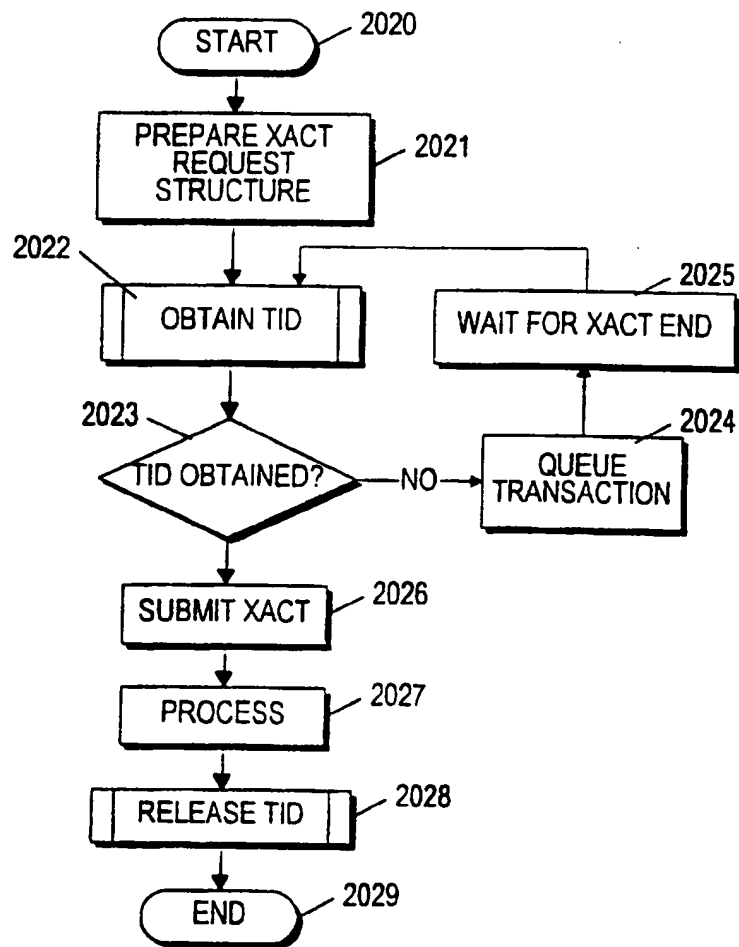 START
2020
PREPARE XACT
REQUEST
STRUCTURE
2021
2022
OBTAIN TID
2025
WAIT FOR XACT END
2023
TID OBTAINED?
NO
2024
QUEUE
TRANSACTION
SUBMIT XACT
2026
PROCESS
2027
RELEASE TID
2028
END
2029